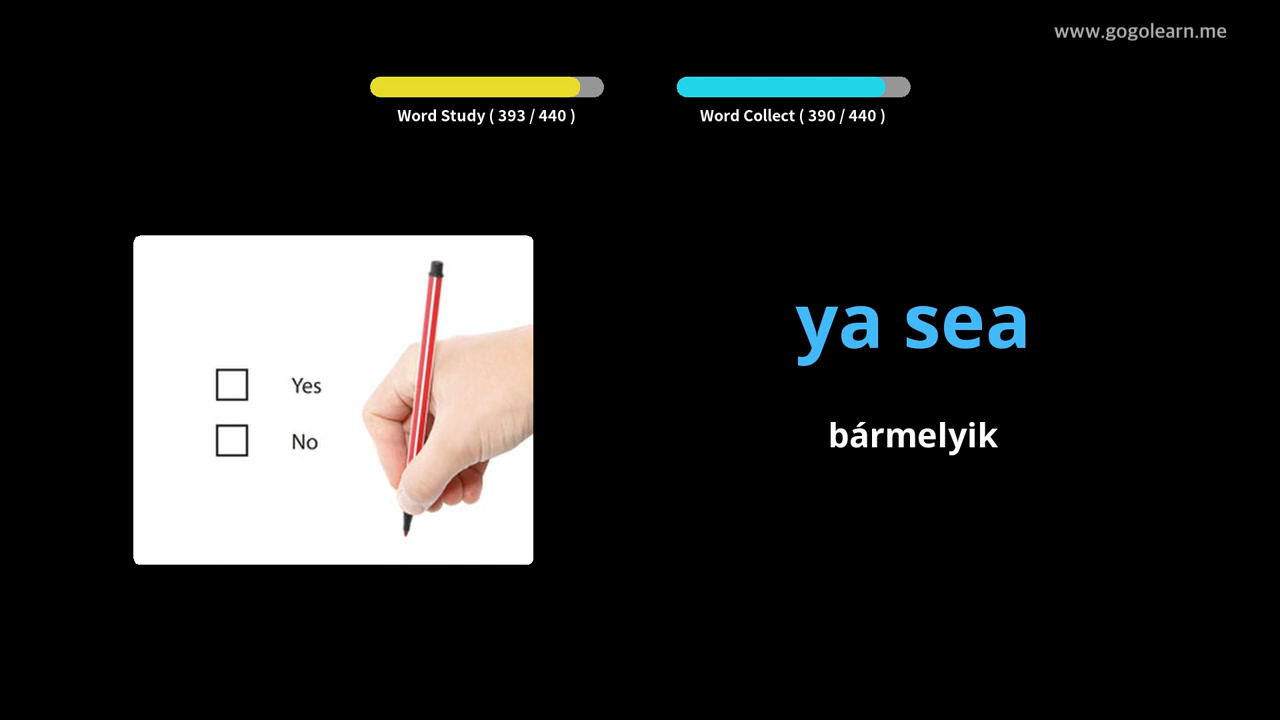 www.gogolearn.me
Word Study ( 393 / 440 )
Word Collect ( 390 / 440 )
Yes
No
ya sea
bármelyik